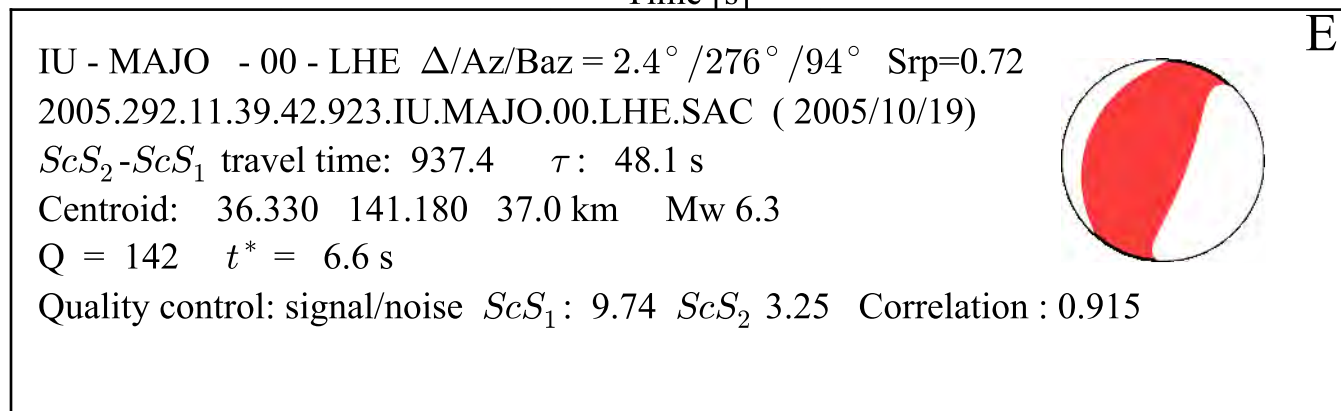 Time [s]
E
IU - MAJO - 00 - LHE Δ/Az/Baz = 2.4° /276° /94° Srp=0.72
2005.292.11.39.42.923.IU.MAJO.00.LHE.SAC ( 2005/10/19)
ScS₂-ScS₁ travel time: 937.4 τ : 48.1 s
Centroid: 36.330 141.180 37.0 km Mw 6.3
Q = 142 t* = 6.6 s
Quality control: signal/noise ScS₁: 9.74 ScS₂ 3.25 Correlation : 0.915